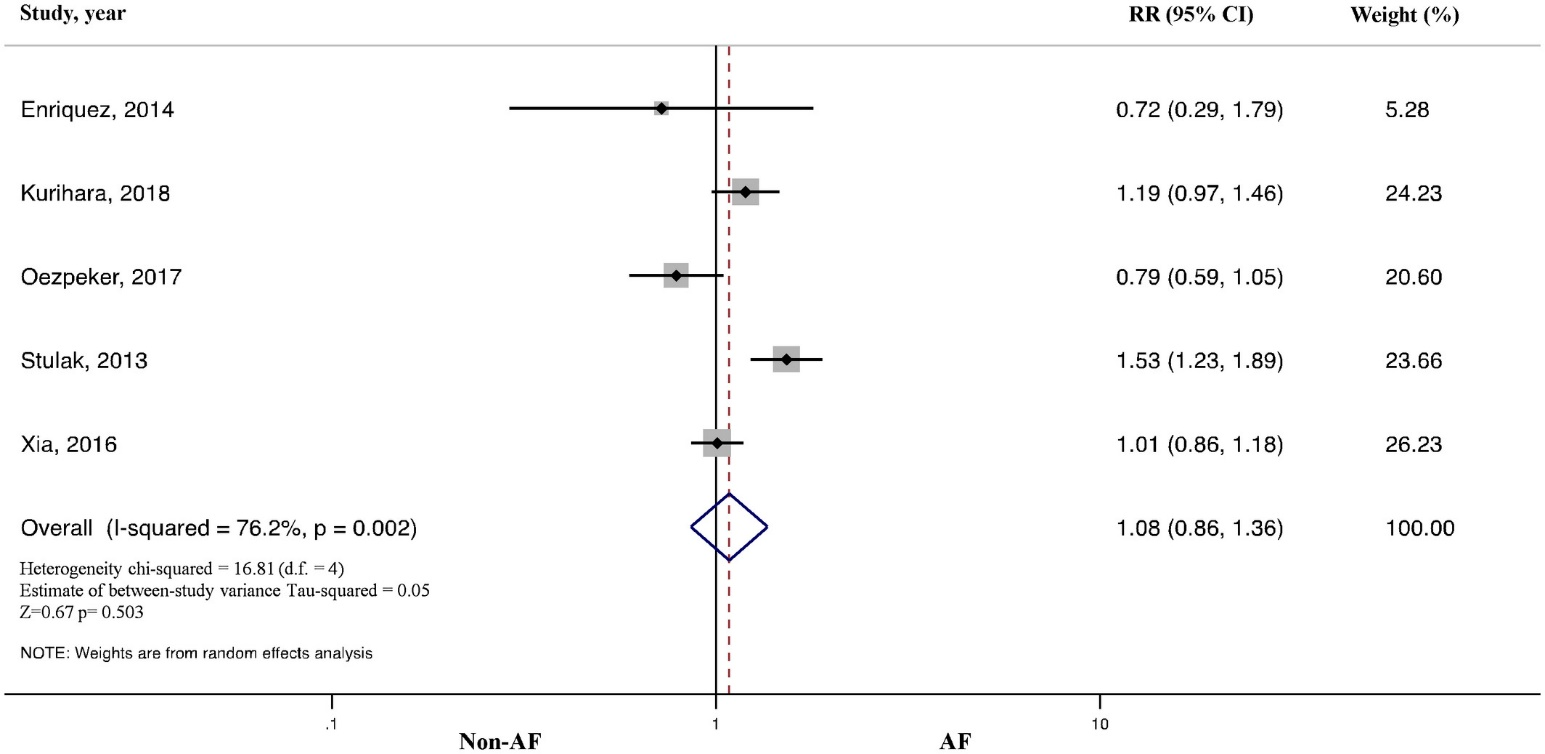 Study, year RR (95% CI) Weight (%)
Enriquez, 2014 0.72 (0.29, 1.79) 5.28
Kurihara, 2018 1.19 (0.97, 1.46) 24.23
Oezpeker, 2017 0.79 (0.59, 1.05) 20.60
Stulak, 2013 1.53 (1.23, 1.89) 23.66
Xia, 2016 1.01 (0.86, 1.18) 26.23
Overall (I-squared = 76.2%, p = 0.002) 1.08 (0.86, 1.36) 100.00
Heterogeneity chi-squared = 16.81 (d.f. = 4)
Estimate of between-study variance Tau-squared = 0.05
Z=0.67 p= 0.503
NOTE: Weights are from random effects analysis
.1 1 10
Non-AF AF